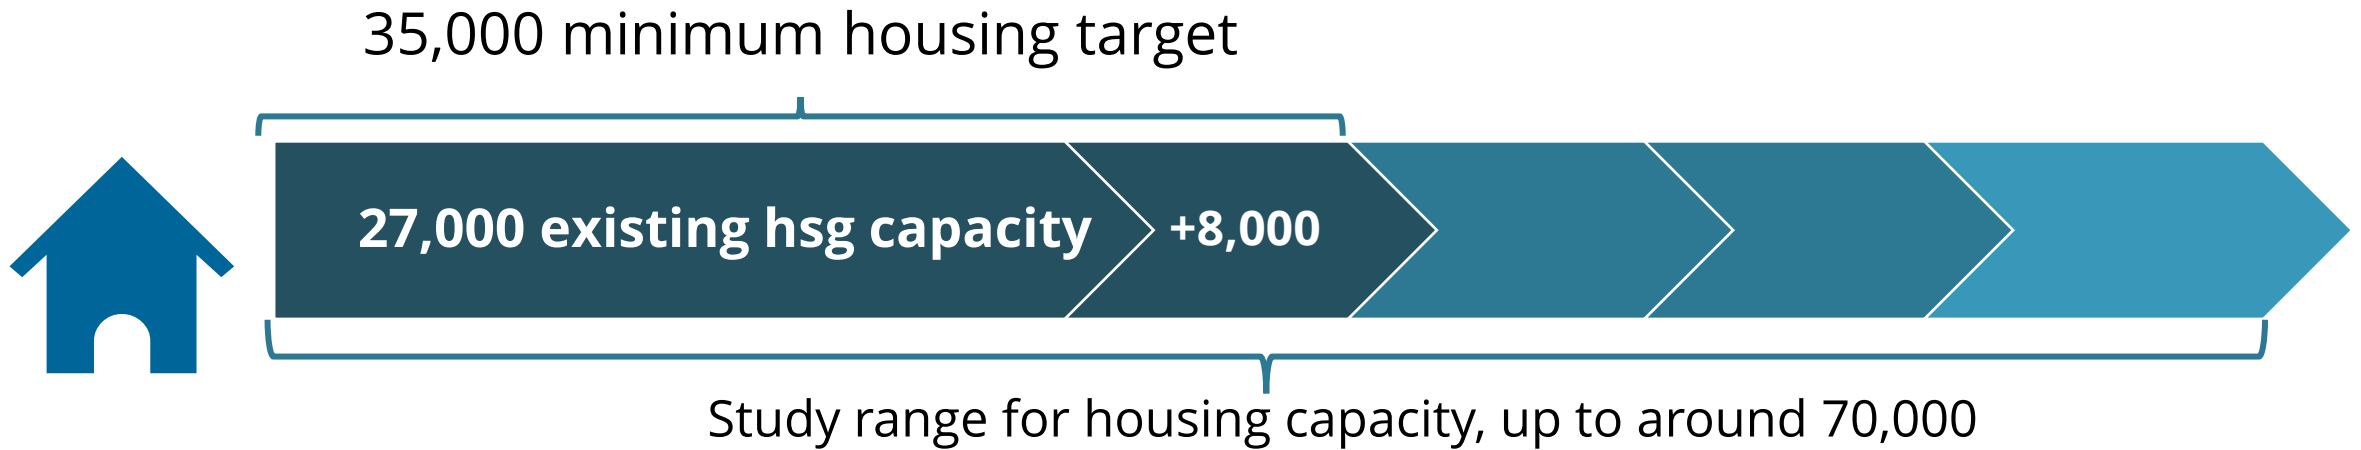 35,000 minimum housing target
27,000 existing hsg capacity
+8,000
Study range for housing capacity, up to around 70,000